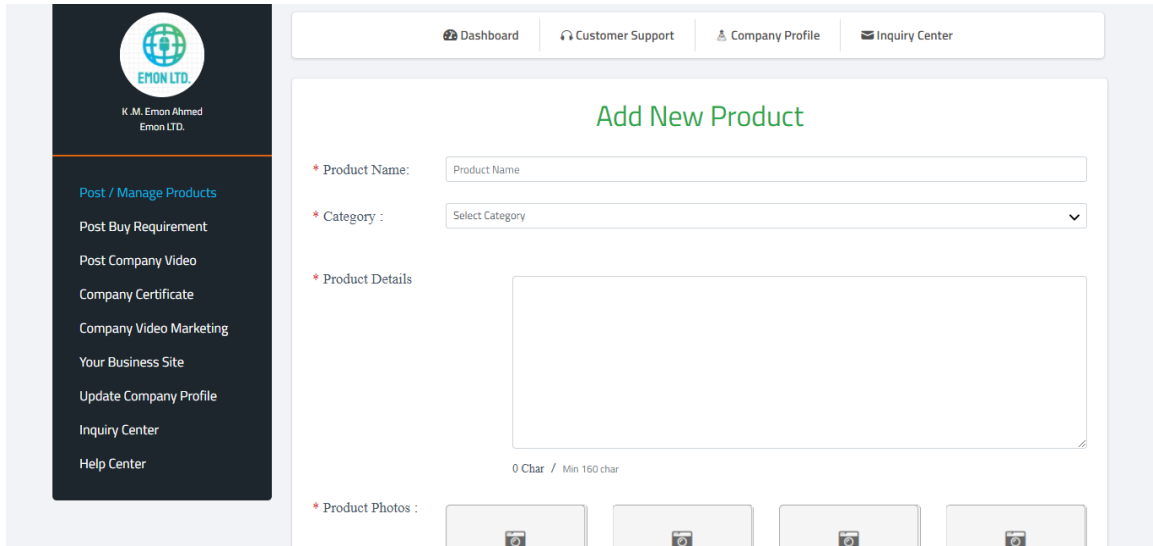 EMON LTD.
K .M. Emon Ahmed
Emon LTD.
Post / Manage Products
Post Buy Requirement
Post Company Video
Company Certificate
Company Video Marketing
Your Business Site
Update Company Profile
Inquiry Center
Help Center
Dashboard Customer Support Company Profile Inquiry Center
Add New Product
* Product Name: Product Name
* Category : Select Category
* Product Details
0 Char / Min 160 char
* Product Photos :